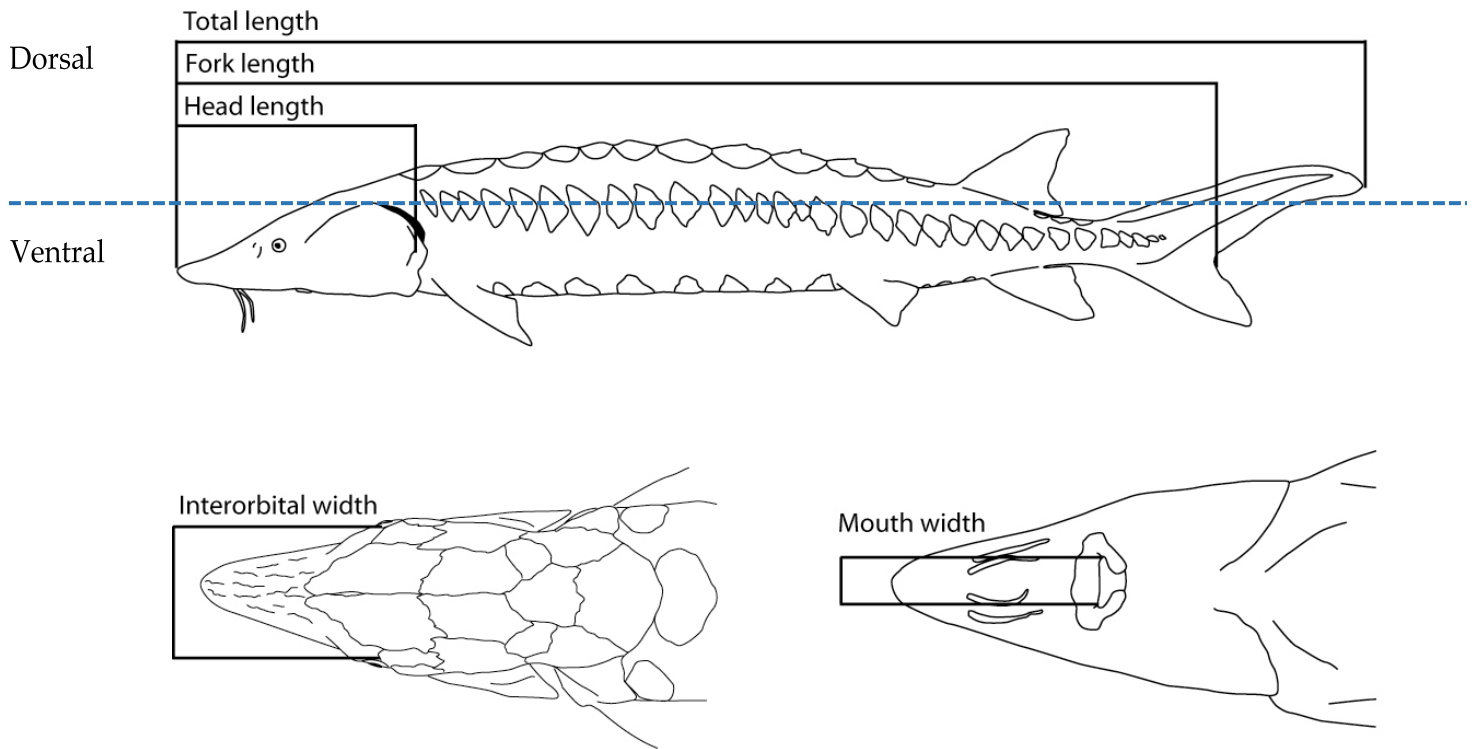 Total length
Dorsal
Fork length
Head length
Ventral
Interorbital width
Mouth width